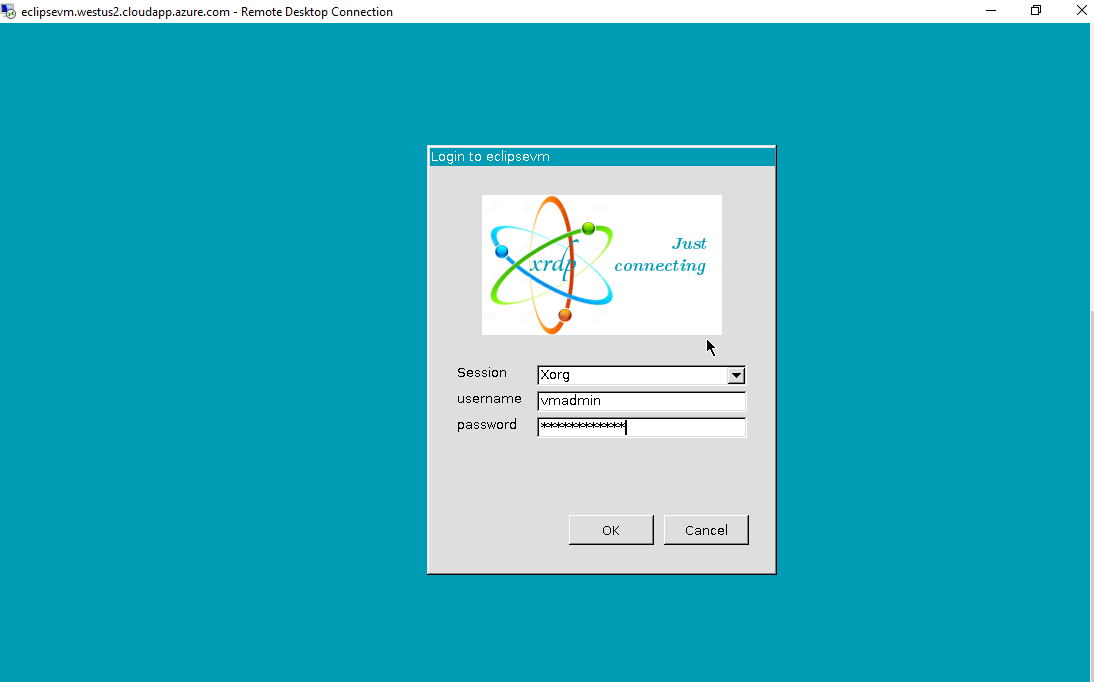 eclipsevm.westus2.cloudapp.azure.com - Remote Desktop Connection
Login to eclipsevm
xrdp
Just
connecting
Session
Xorg
username
vmadmin
password
************
OK
Cancel